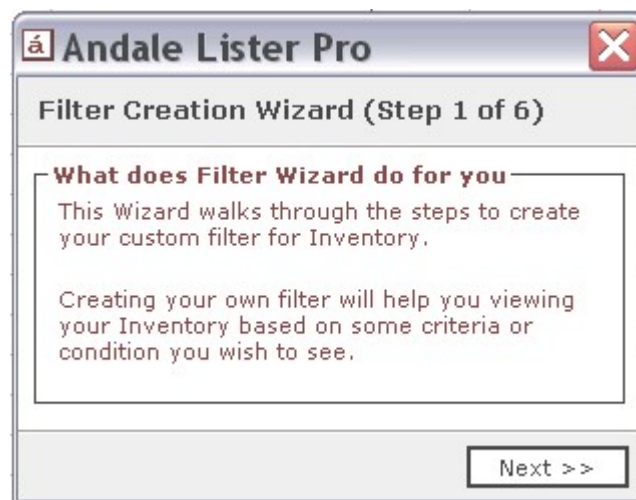 á Andale Lister Pro
Filter Creation Wizard (Step 1 of 6)
What does Filter Wizard do for you
This Wizard walks through the steps to create
your custom filter for Inventory.
Creating your own filter will help you viewing
your Inventory based on some criteria or
condition you wish to see.
Next >>